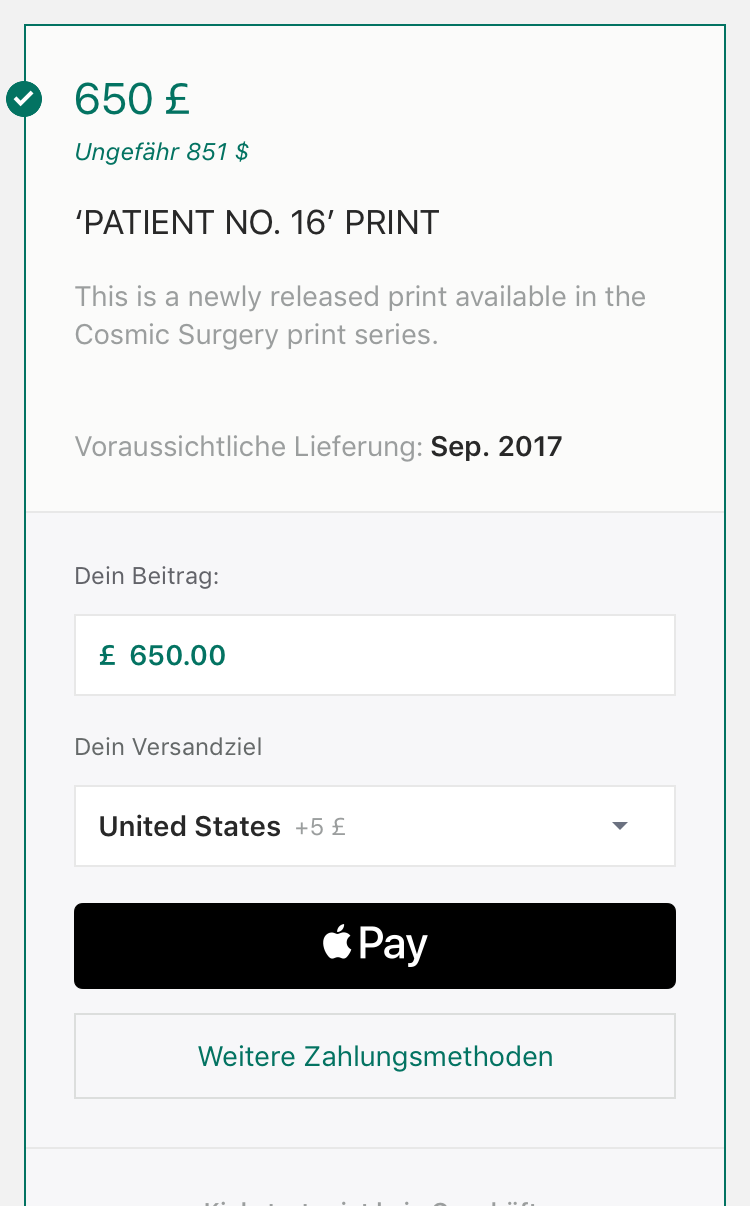 650 £
Ungefähr 851 $
‘PATIENT NO. 16’ PRINT
This is a newly released print available in the
Cosmic Surgery print series.
Voraussichtliche Lieferung: Sep. 2017
Dein Beitrag:
£ 650.00
Dein Versandziel
United States +5 £
Pay
Weitere Zahlungsmethoden